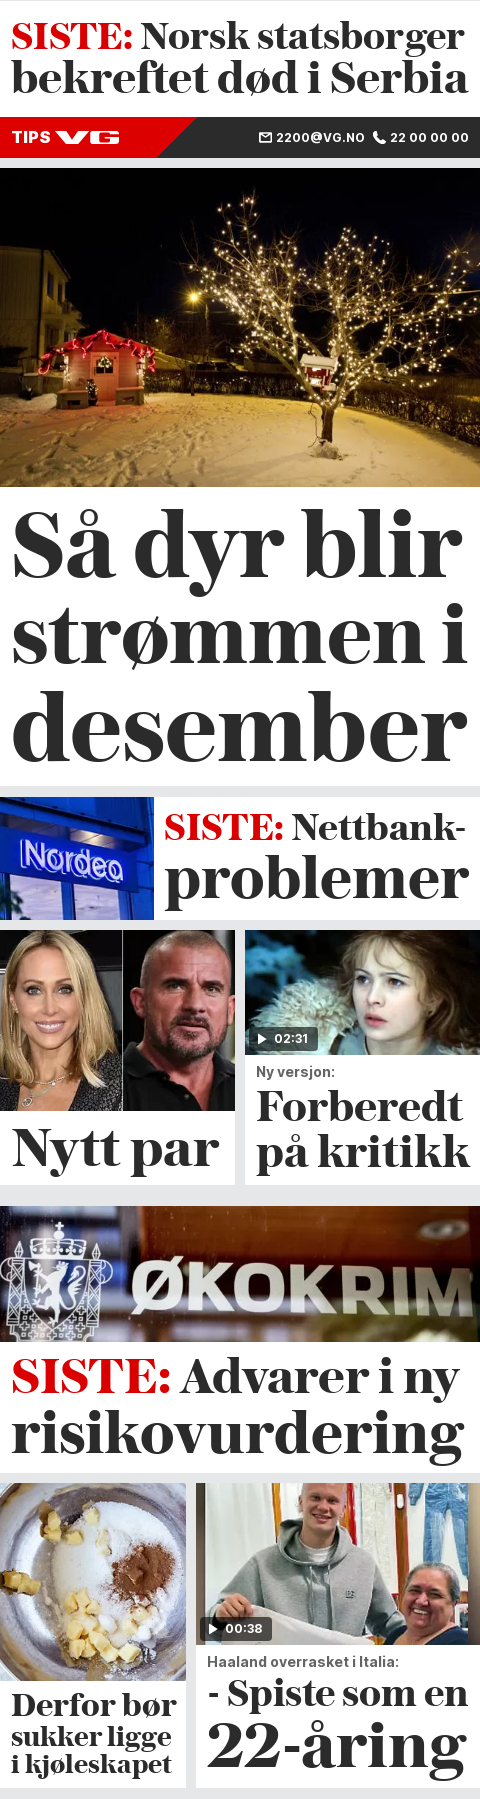 SISTE: Norsk statsborger
bekreftet død i Serbia
TIPS VG 2200@VG.NO 22 00 00 00
Så dyr blir
strømmen i
desember
Nordea
SISTE: Nettbank-
problemer
Nytt par
02:31
Ny versjon:
Forberedt
på kritikk
ØKOKRIM
SISTE: Advarer i ny
risikovurdering
Derfor bør
sukker ligge
i kjøleskapet
00:38
Haaland overrasket i Italia:
- Spiste som en
22-åring